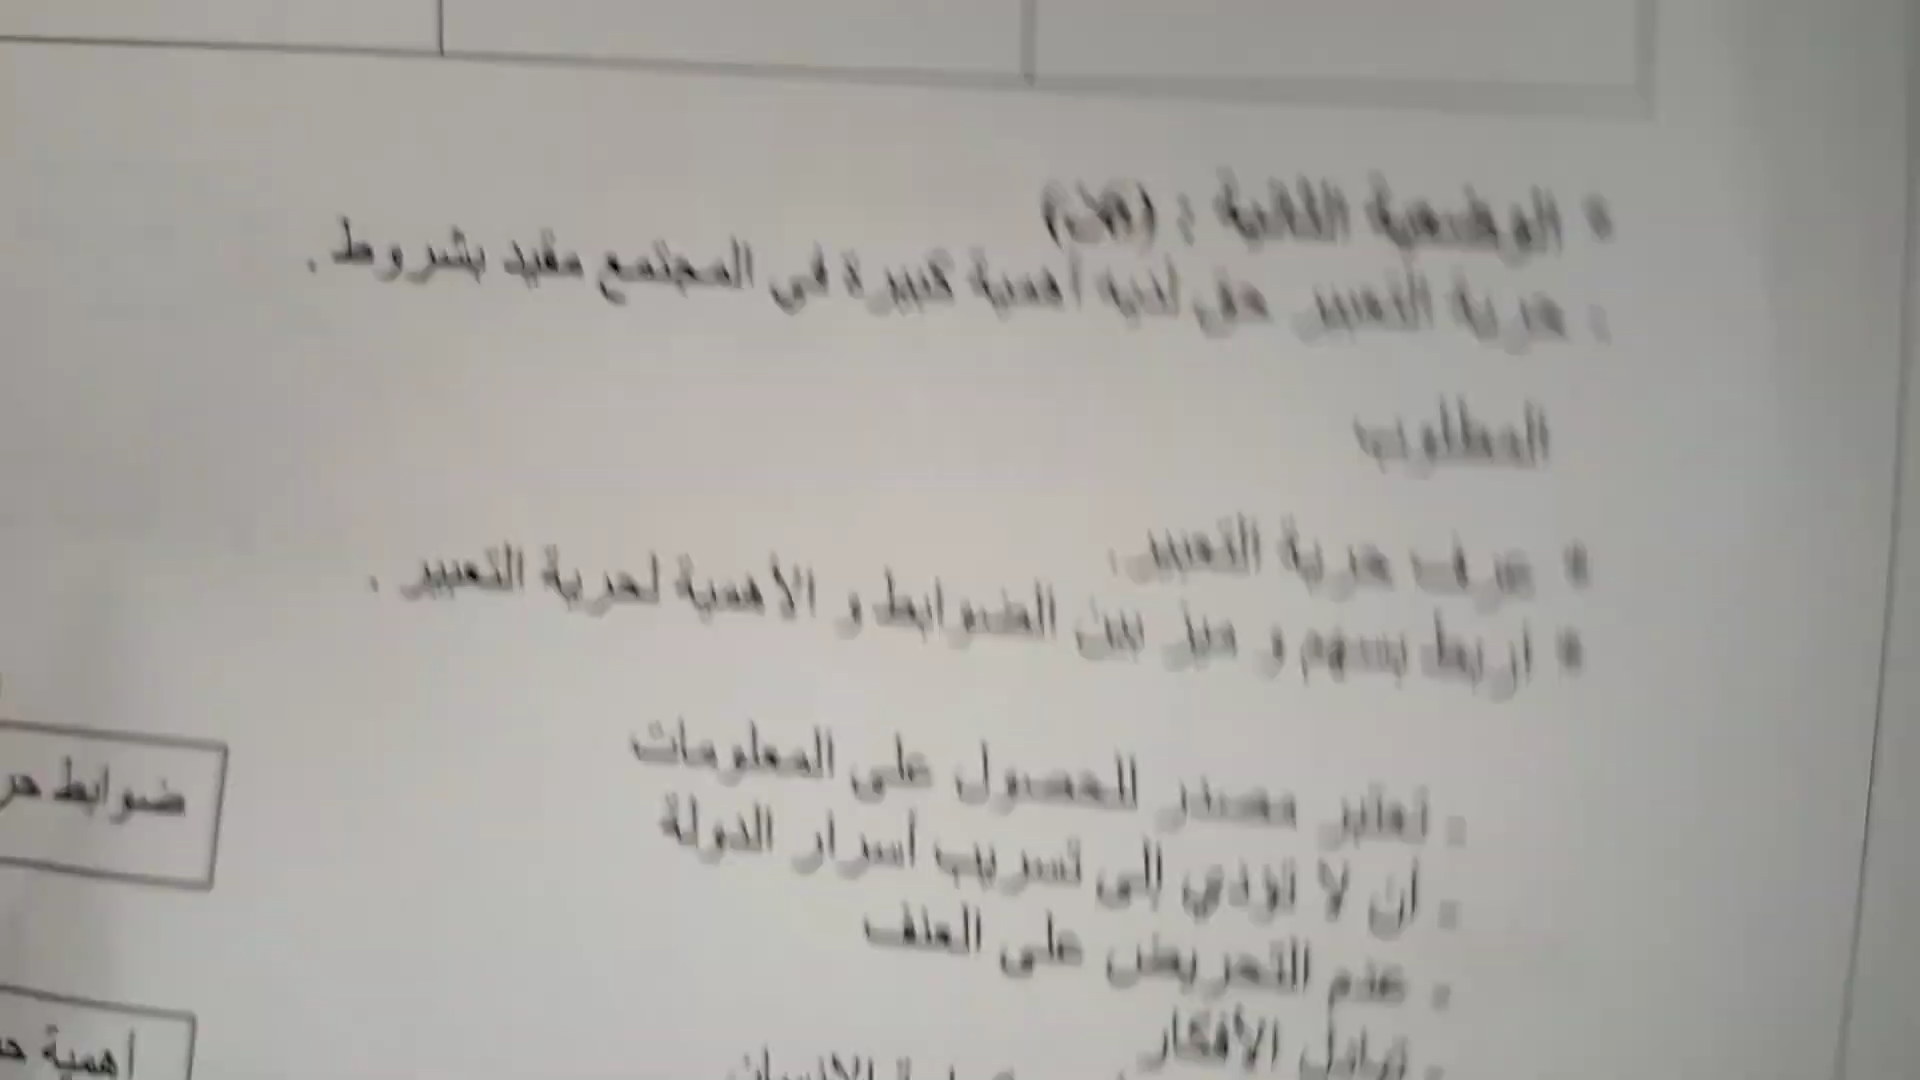 * الوضعية الثانية : (08ن)
: حرية التعبير حق لديه أهمية كبيرة في المجتمع مقيد بشروط .
المطلوب
* عرف حرية التعبير .
* اربط بسهم و ميز بين الضوابط و الأهمية لحرية التعبير .
- تعتبر مصدر للحصول على المعلومات
- أن لا تؤدي إلى تسريب أسرار الدولة
ضوابط حر
- عدم التحريض على العنف
- تبادل الأفكار
أهمية حـ